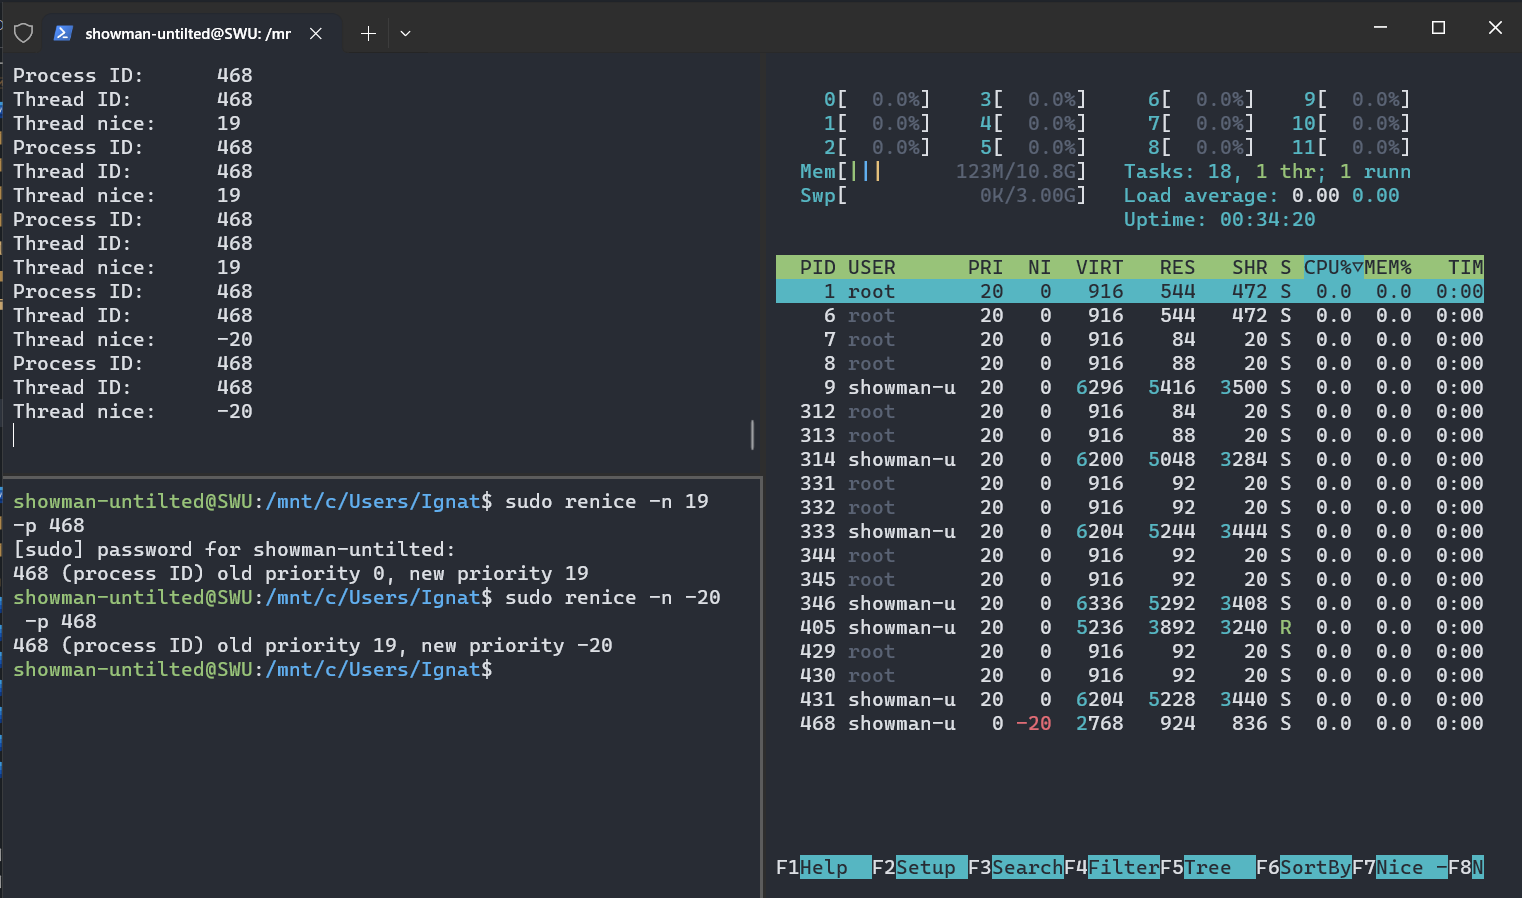 showman-untilted@SWU: /mr
Process ID:      468
Thread ID:       468
Thread nice:     19
Process ID:      468
Thread ID:       468
Thread nice:     19
Process ID:      468
Thread ID:       468
Thread nice:     19
Process ID:      468
Thread ID:       468
Thread nice:     -20
Process ID:      468
Thread ID:       468
Thread nice:     -20
showman-untilted@SWU:/mnt/c/Users/Ignat$ sudo renice -n 19
-p 468
[sudo] password for showman-untilted:
468 (process ID) old priority 0, new priority 19
showman-untilted@SWU:/mnt/c/Users/Ignat$ sudo renice -n -20
 -p 468
468 (process ID) old priority 19, new priority -20
showman-untilted@SWU:/mnt/c/Users/Ignat$
0[  0.0%]    3[  0.0%]     6[  0.0%]    9[  0.0%]
1[  0.0%]    4[  0.0%]     7[  0.0%]   10[  0.0%]
2[  0.0%]    5[  0.0%]     8[  0.0%]   11[  0.0%]
Mem[|||      123M/10.8G]   Tasks: 18, 1 thr; 1 runn
Swp[           0K/3.00G]   Load average: 0.00 0.00
Uptime: 00:34:20
PID USER      PRI  NI  VIRT   RES   SHR S CPU%▽MEM%   TIM
1 root       20   0   916   544   472 S  0.0  0.0  0:00
6 root       20   0   916   544   472 S  0.0  0.0  0:00
7 root       20   0   916    84    20 S  0.0  0.0  0:00
8 root       20   0   916    88    20 S  0.0  0.0  0:00
9 showman-u  20   0  6296  5416  3500 S  0.0  0.0  0:00
312 root       20   0   916    84    20 S  0.0  0.0  0:00
313 root       20   0   916    88    20 S  0.0  0.0  0:00
314 showman-u  20   0  6200  5048  3284 S  0.0  0.0  0:00
331 root       20   0   916    92    20 S  0.0  0.0  0:00
332 root       20   0   916    92    20 S  0.0  0.0  0:00
333 showman-u  20   0  6204  5244  3444 S  0.0  0.0  0:00
344 root       20   0   916    92    20 S  0.0  0.0  0:00
345 root       20   0   916    92    20 S  0.0  0.0  0:00
346 showman-u  20   0  6336  5292  3408 S  0.0  0.0  0:00
405 showman-u  20   0  5236  3892  3240 R  0.0  0.0  0:00
429 root       20   0   916    92    20 S  0.0  0.0  0:00
430 root       20   0   916    92    20 S  0.0  0.0  0:00
431 showman-u  20   0  6204  5228  3440 S  0.0  0.0  0:00
468 showman-u   0 -20  2768   924   836 S  0.0  0.0  0:00
F1Help  F2Setup F3SearchF4FilterF5Tree  F6SortByF7Nice -F8N